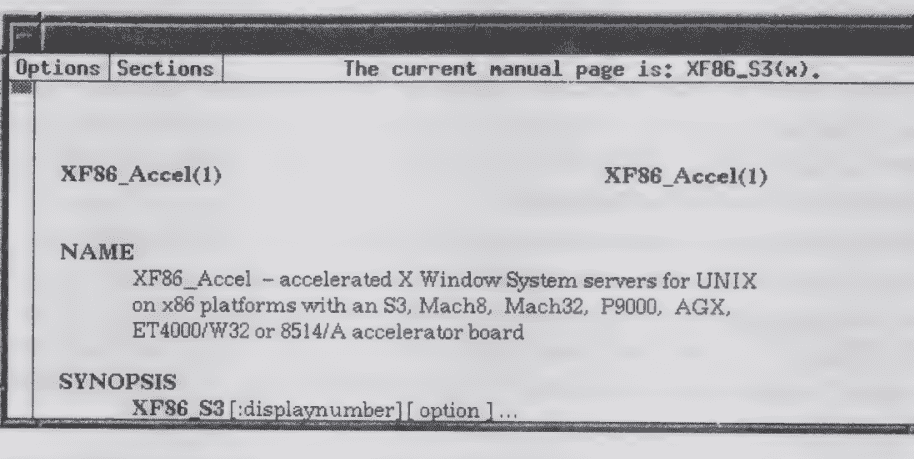 Options Sections The current manual page is: XF86_S3(x).
XF86_Accel(1) XF86_Accel(1)
NAME
XF86_Accel – accelerated X Window System servers for UNIX
on x86 platforms with an S3, Mach8, Mach32, P9000, AGX,
ET4000/W32 or 8514/A accelerator board
SYNOPSIS
XF86_S3 [:displaynumber] [ option ] ...